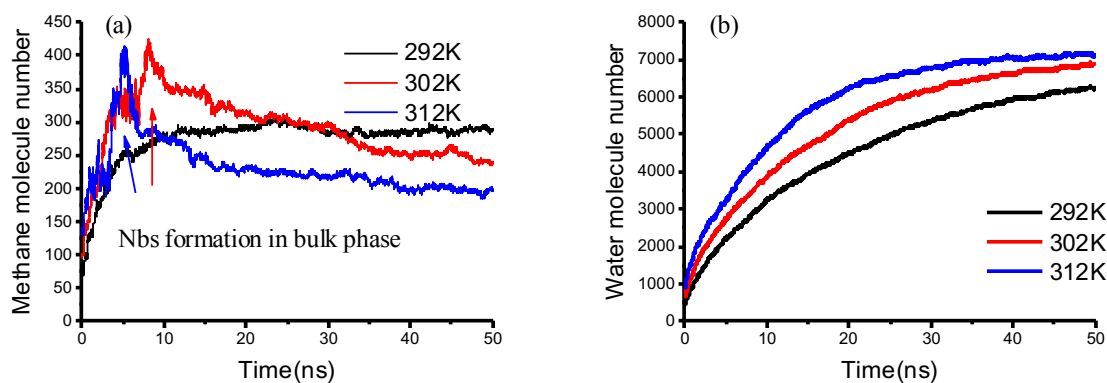 (a)
Methane molecule number
450
400
350
300
250
200
150
100
50
0
292K
302K
312K
Nbs formation in bulk phase
0 10 20 30 40 50
Time(ns)
(b)
Water molecule number
8000
7000
6000
5000
4000
3000
2000
1000
0
292K
302K
312K
0 10 20 30 40 50
Time(ns)